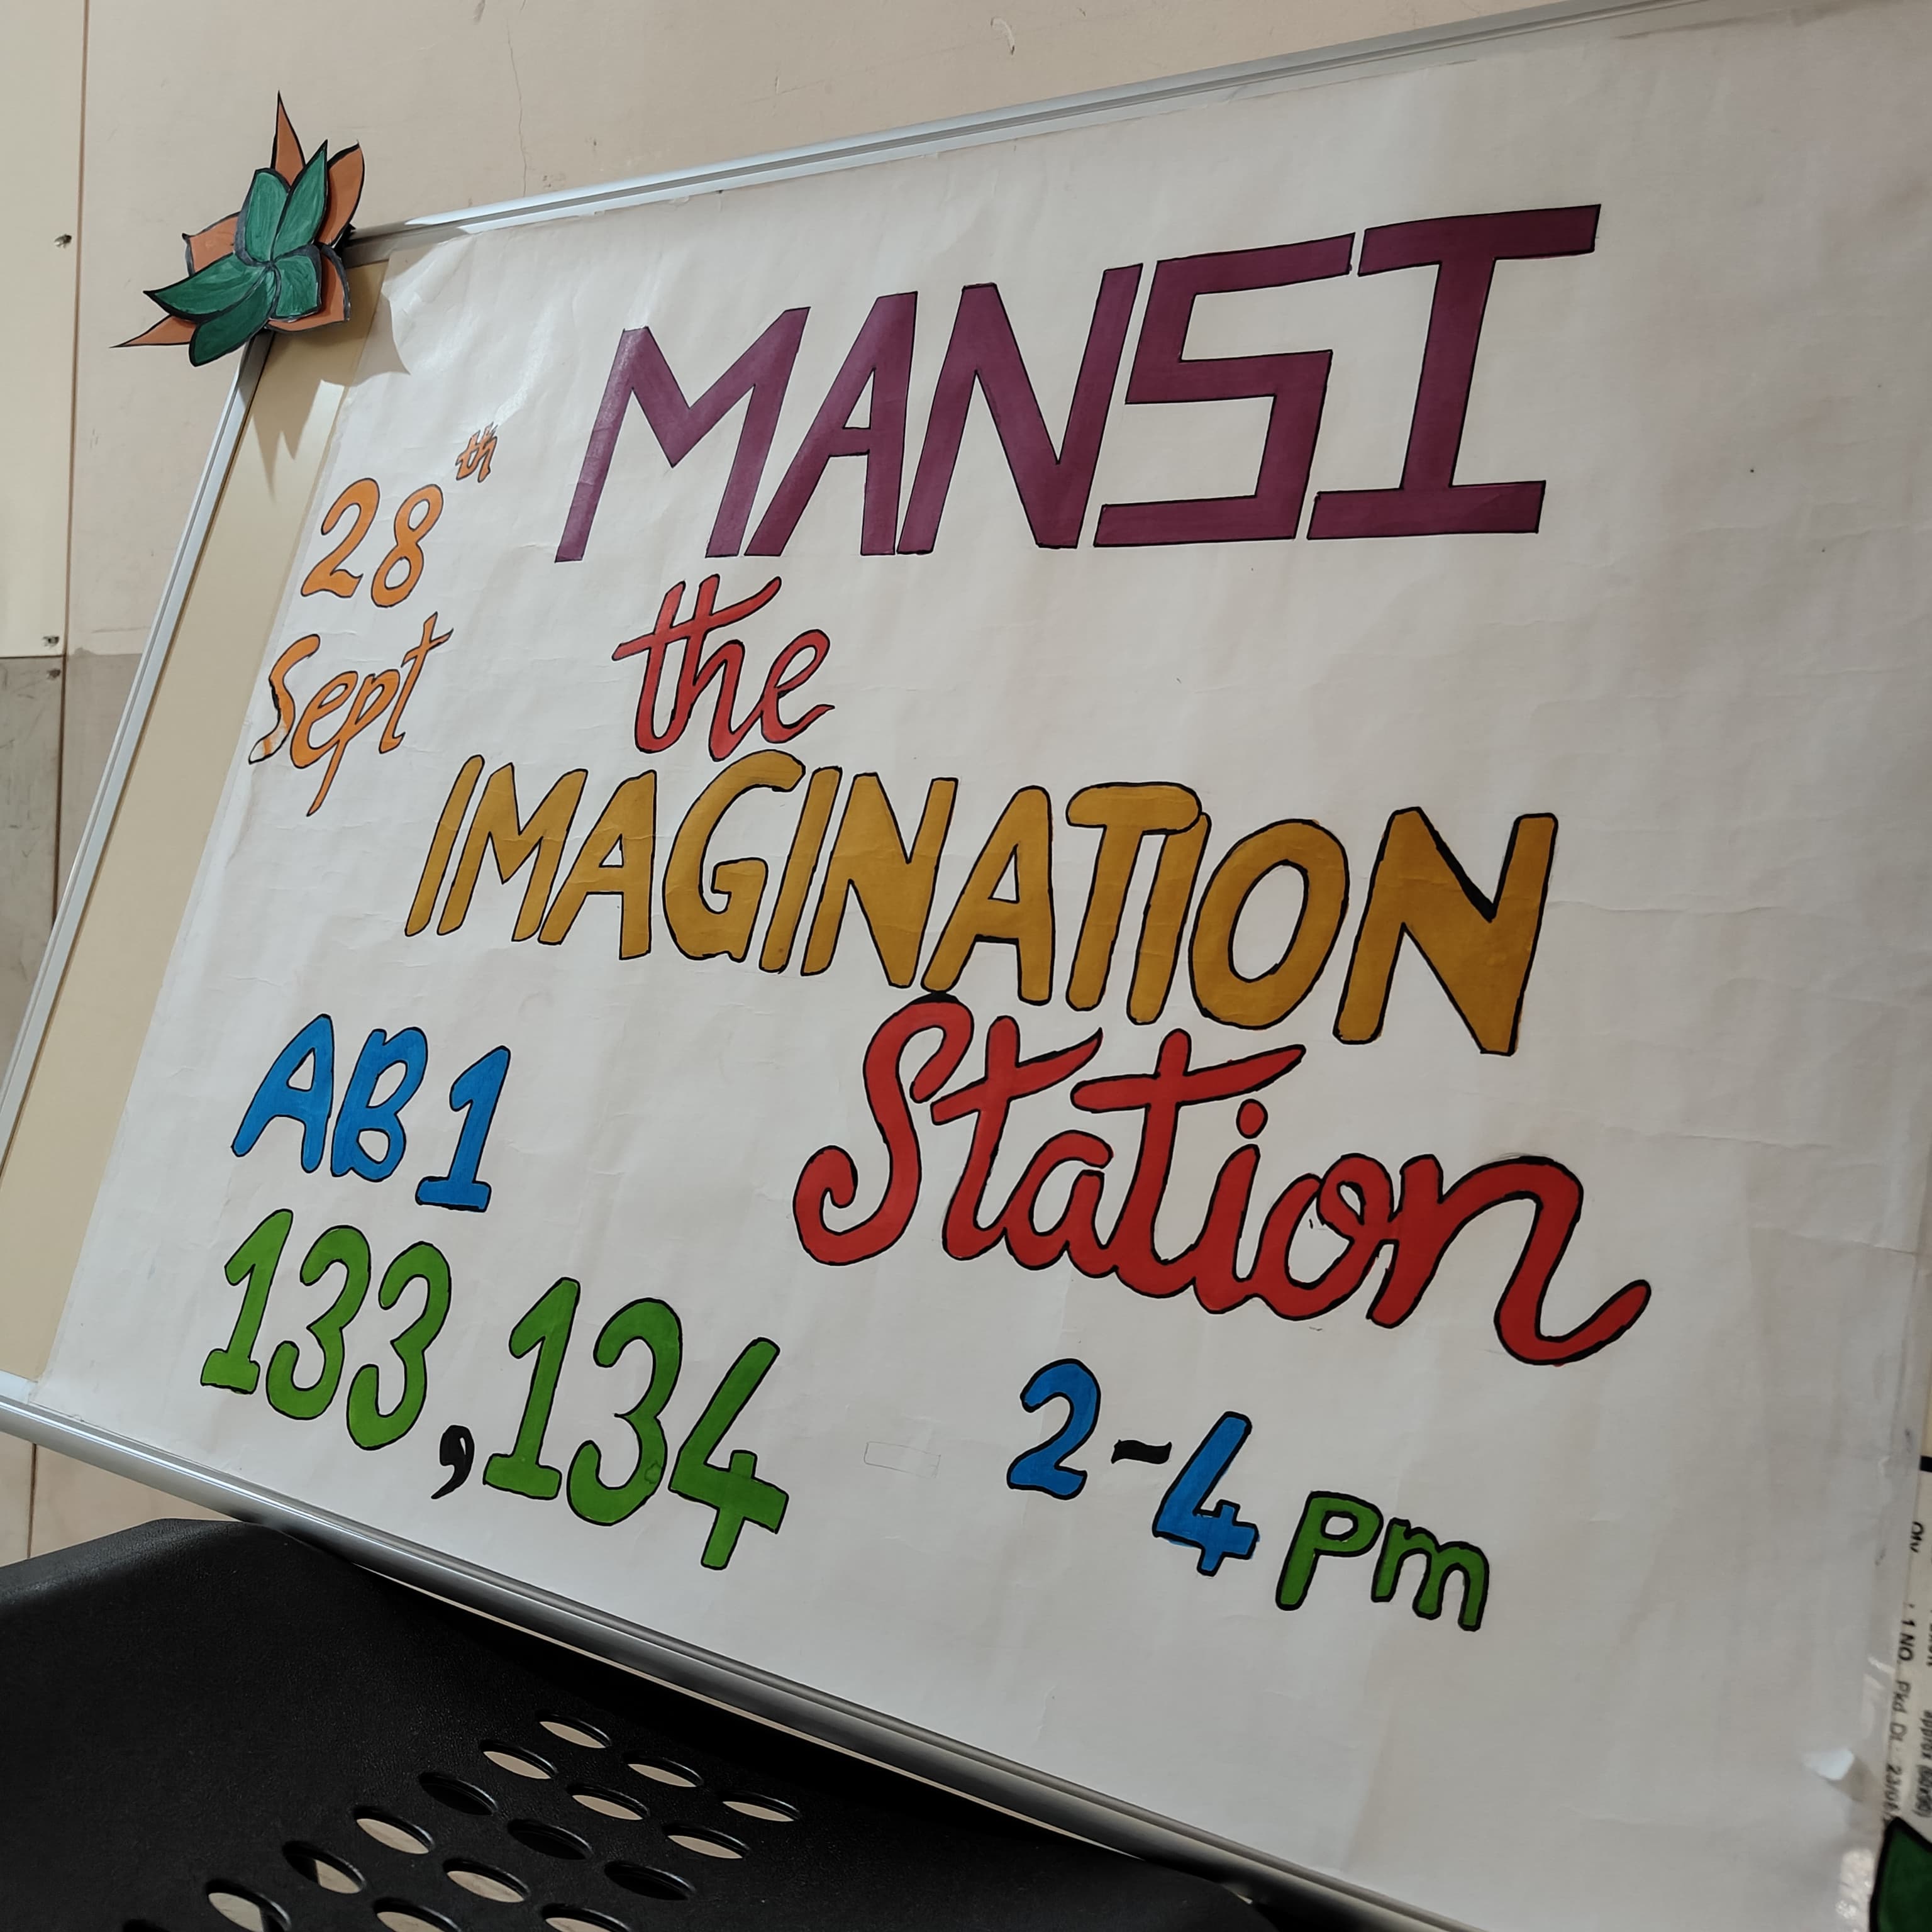 MANSI
28th
Sept
the
IMAGINATION
Station
AB1
133,134
2-4 pm